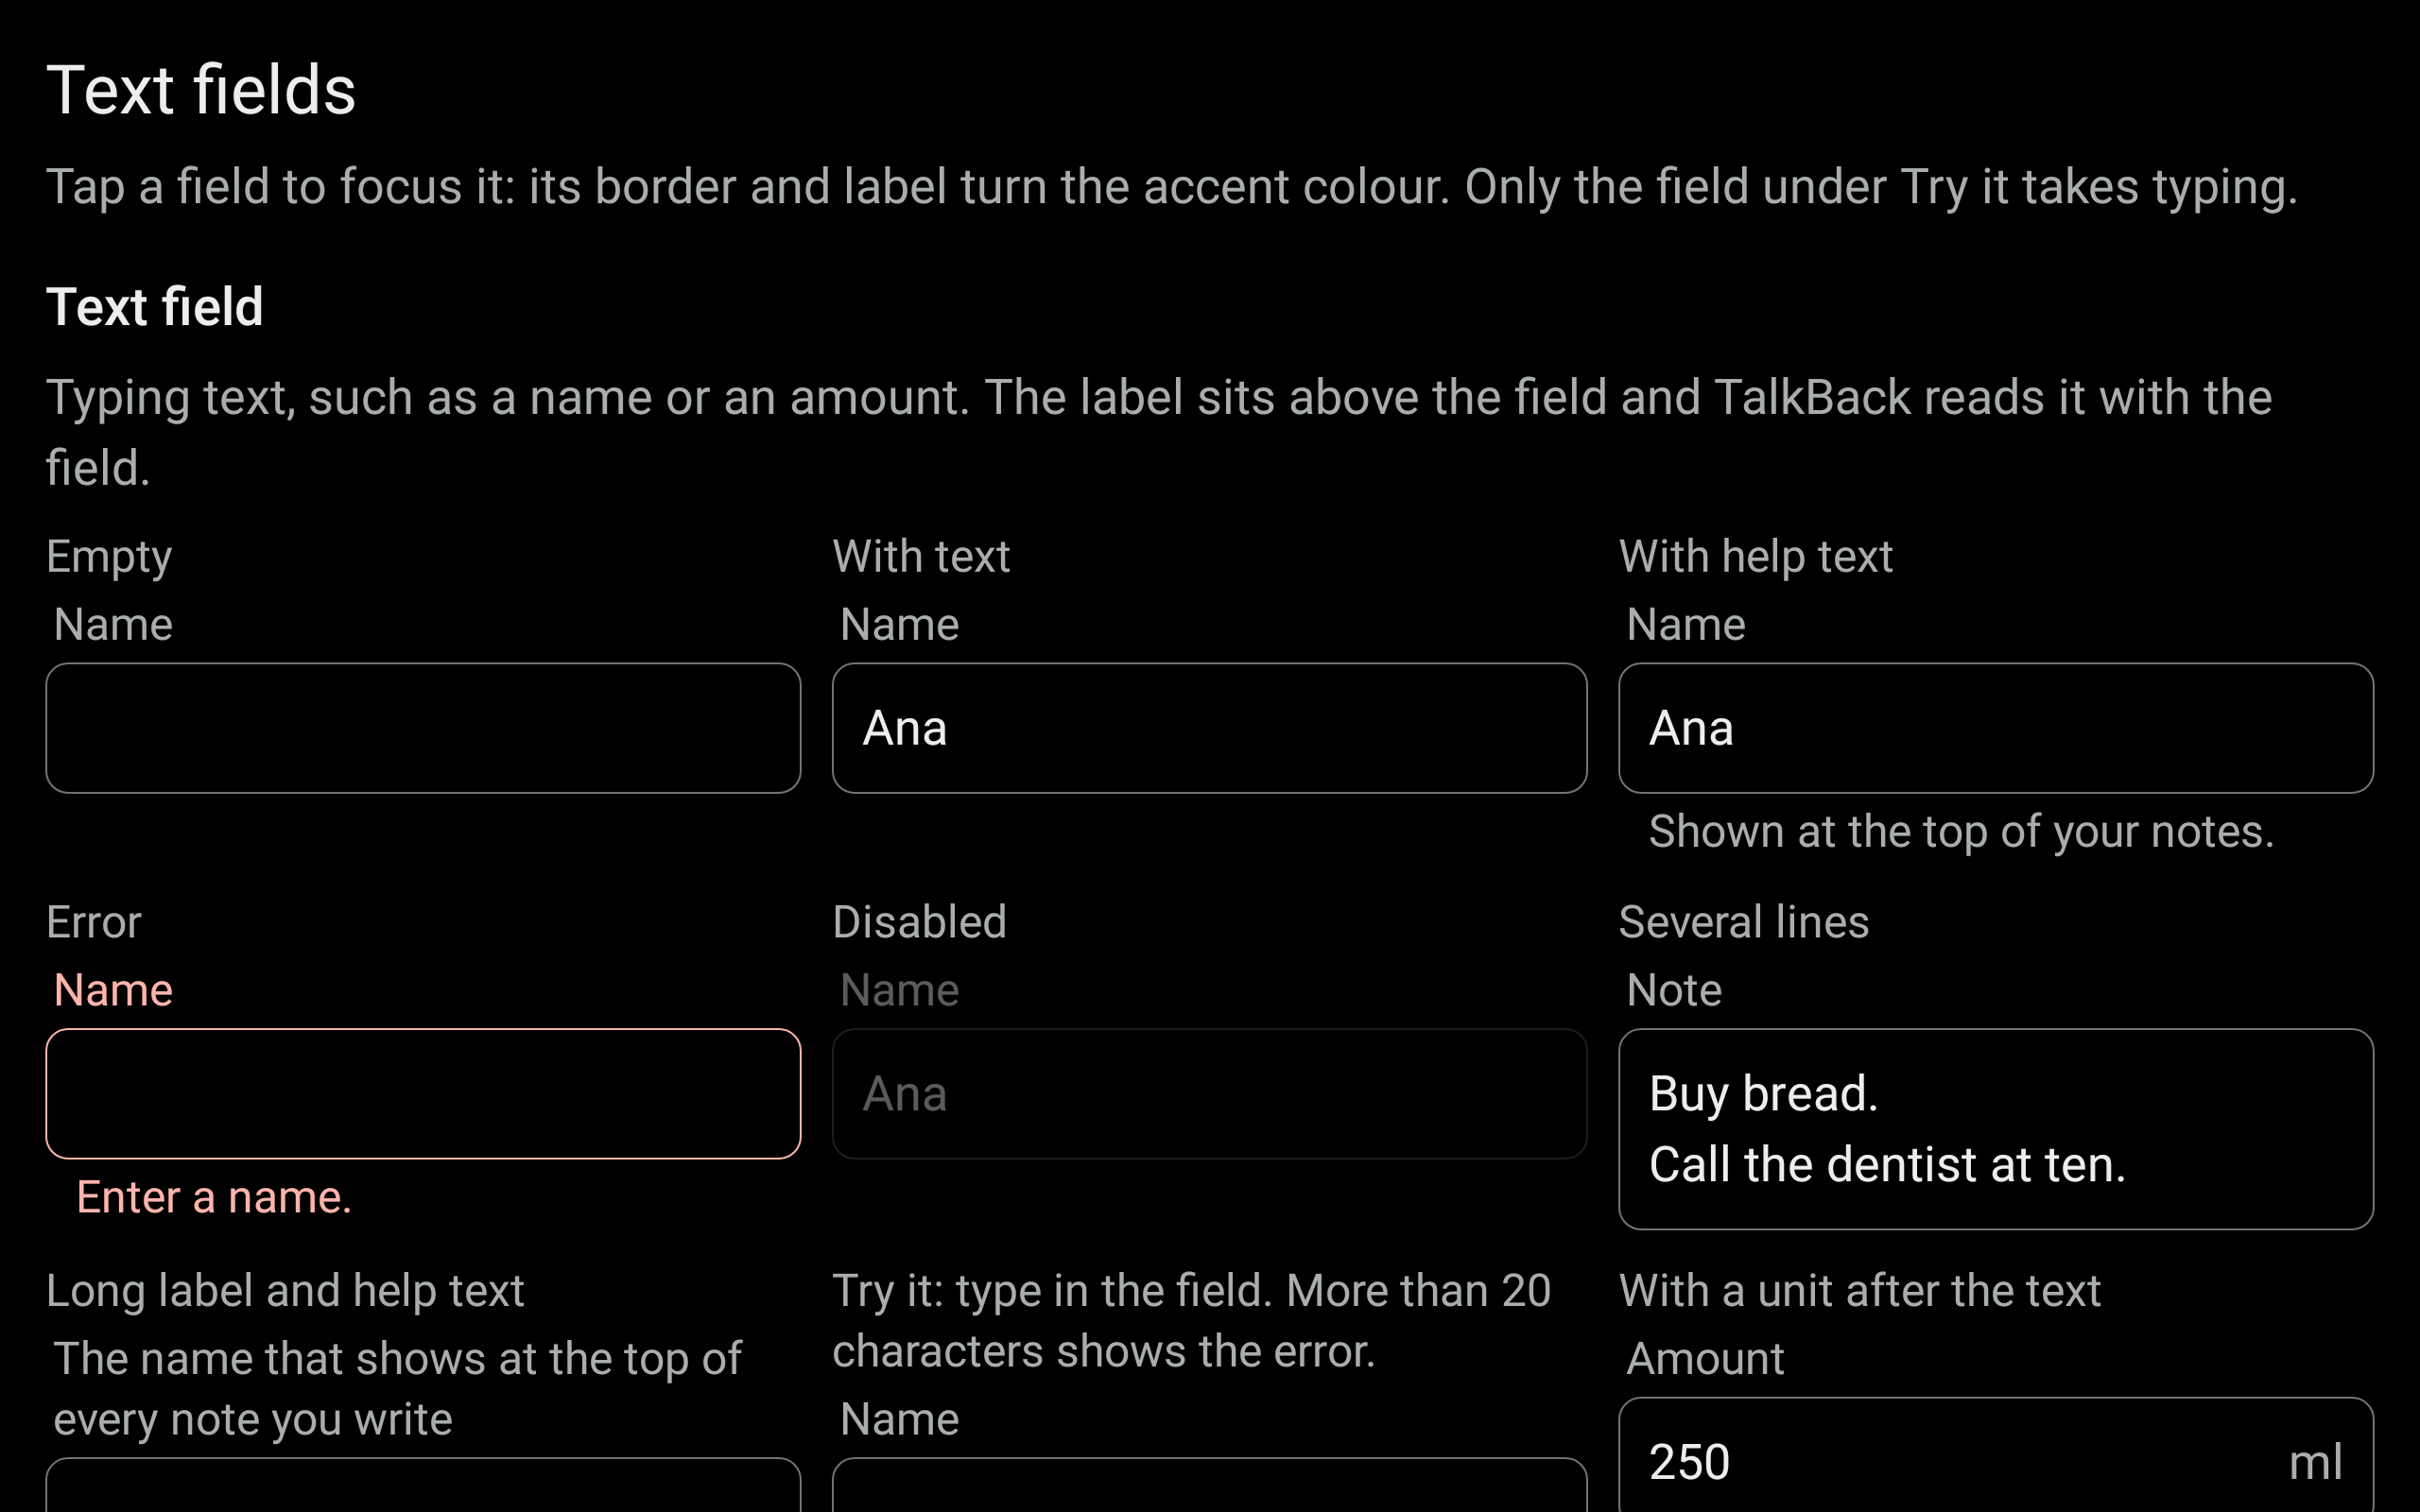 Text fields
Tap a field to focus it: its border and label turn the accent colour. Only the field under Try it takes typing.
Text field
Typing text, such as a name or an amount. The label sits above the field and TalkBack reads it with the
field.
Empty
Name
With text
Name
Ana
With help text
Name
Ana
Shown at the top of your notes.
Error
Name
Enter a name.
Disabled
Name
Ana
Several lines
Note
Buy bread.
Call the dentist at ten.
Long label and help text
The name that shows at the top of
every note you write
Try it: type in the field. More than 20
characters shows the error.
Name
With a unit after the text
Amount
250 ml